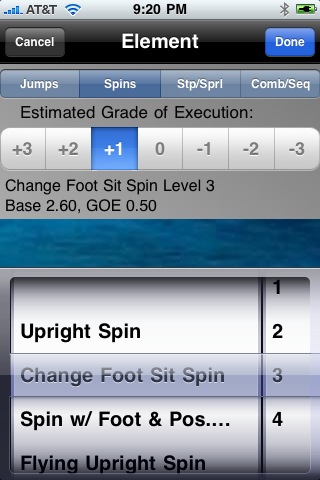 AT&T 9:20 PM
Cancel Element Done
Jumps Spins Stp/Sprl Comb/Seq
Estimated Grade of Execution:
+3 +2 +1 0 -1 -2 -3
Change Foot Sit Spin Level 3
Base 2.60, GOE 0.50
1
Upright Spin 2
Change Foot Sit Spin 3
Spin w/ Foot & Pos.... 4
Flying Upright Spin